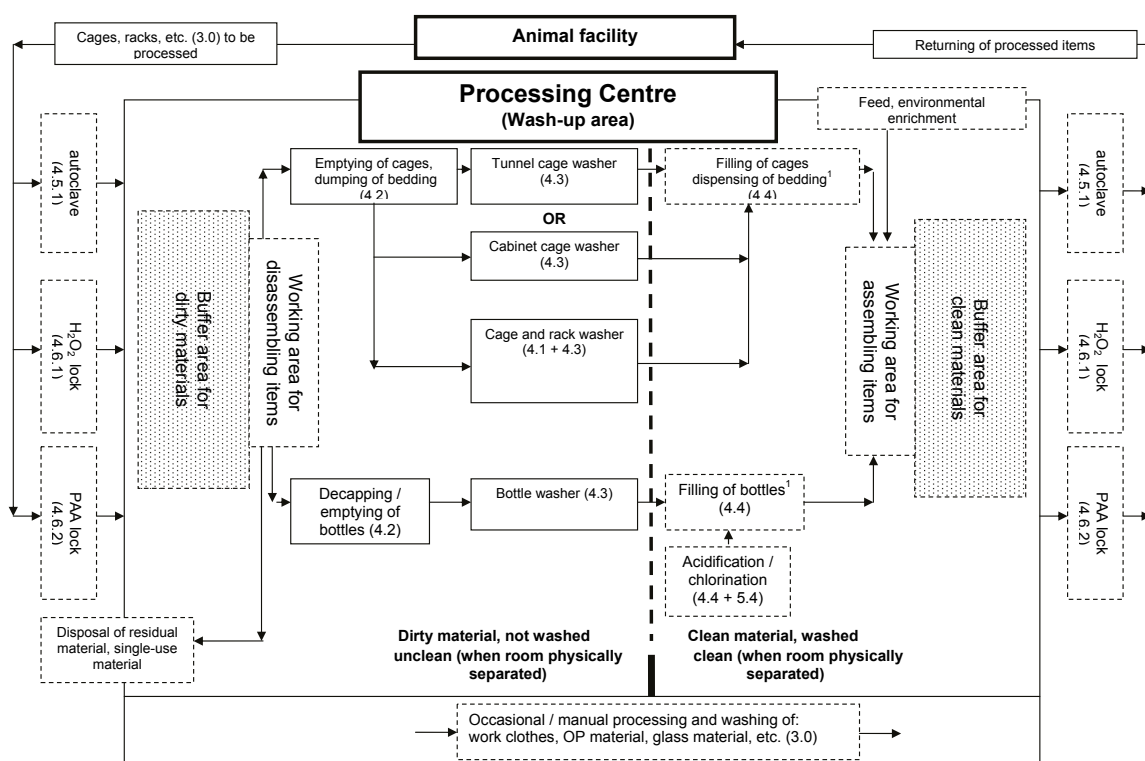 Cages, racks, etc. (3.0) to be
processed
Animal facility
Returning of processed items
Processing Centre
(Wash-up area)
Feed, environmental
enrichment
autoclave
(4.5.1)
H₂O₂ lock
(4.6.1)
PAA lock
(4.6.2)
Buffer area for
dirty materials
Working area for
disassembling items
Emptying of cages,
dumping of bedding
(4.2)
Tunnel cage washer
(4.3)
OR
Cabinet cage washer
(4.3)
Cage and rack washer
(4.1 + 4.3)
Filling of cages
dispensing of bedding¹
(4.4)
Decapping /
emptying of
bottles (4.2)
Bottle washer (4.3)
Filling of bottles¹
(4.4)
Acidification /
chlorination
(4.4 + 5.4)
Working area for
assembling items
Buffer area for
clean materials
autoclave
(4.5.1)
H₂O₂ lock
(4.6.1)
PAA lock
(4.6.2)
Disposal of residual
material, single-use
material
Dirty material, not washed
unclean (when room physically
separated)
Clean material, washed
clean (when room physically
separated)
Occasional / manual processing and washing of:
work clothes, OP material, glass material, etc. (3.0)